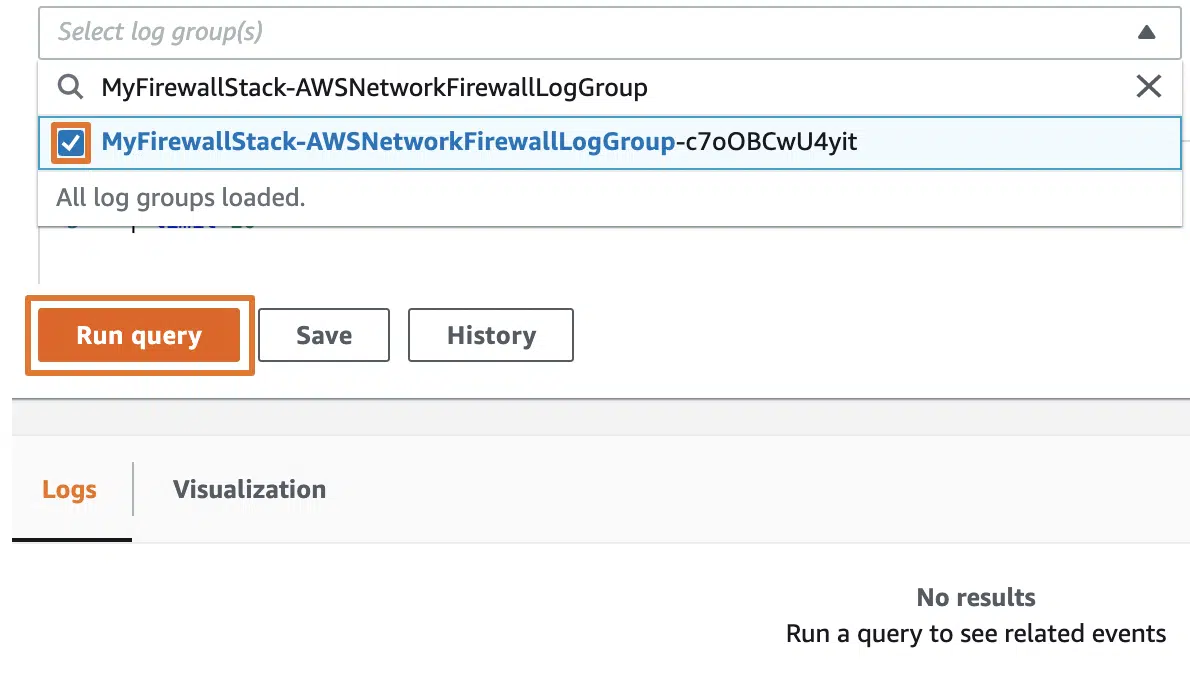 Select log group(s)
MyFirewallStack-AWSNetworkFirewallLogGroup
MyFirewallStack-AWSNetworkFirewallLogGroup-c7oOBCwU4yit
All log groups loaded.
Run query
Save
History
Logs
Visualization
No results
Run a query to see related events